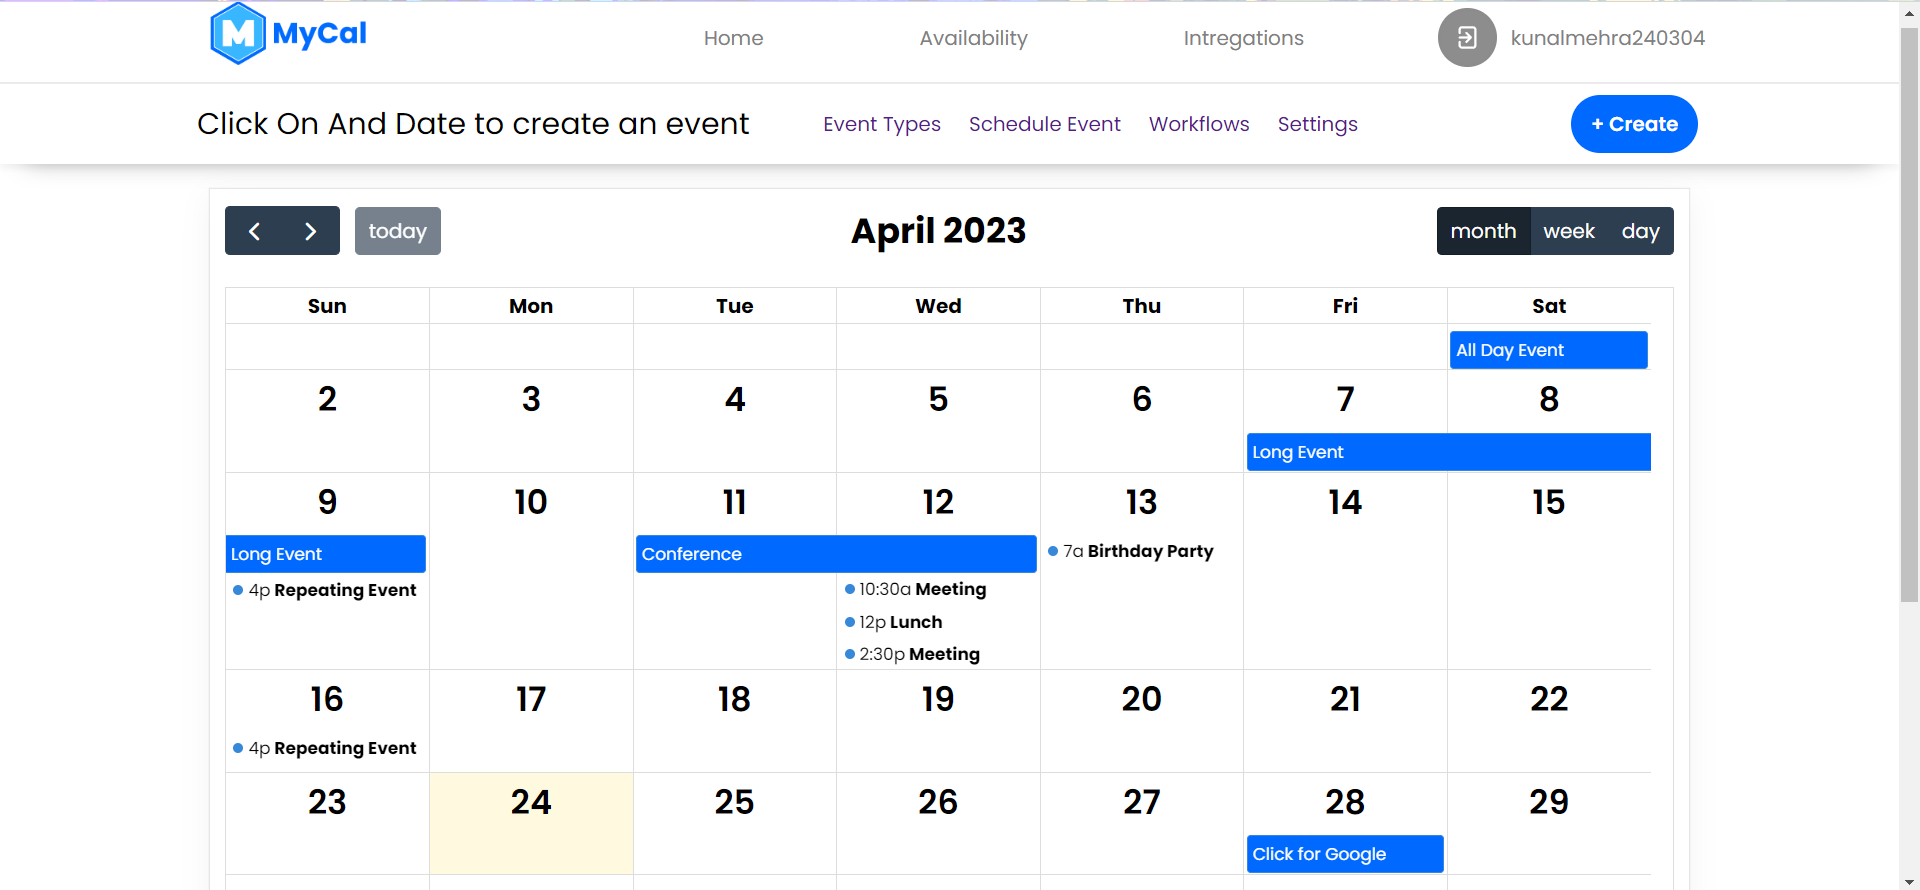 M MyCal
Home Availability Intregations kunalmehra240304
Click On And Date to create an event Event Types Schedule Event Workflows Settings + Create
today April 2023 month week day
Sun Mon Tue Wed Thu Fri Sat
All Day Event
2 3 4 5 6 7 8
Long Event
9 10 11 12 13 14 15
Long Event Conference 7a Birthday Party
4p Repeating Event 10:30a Meeting
12p Lunch
2:30p Meeting
16 17 18 19 20 21 22
4p Repeating Event
23 24 25 26 27 28 29
Click for Google